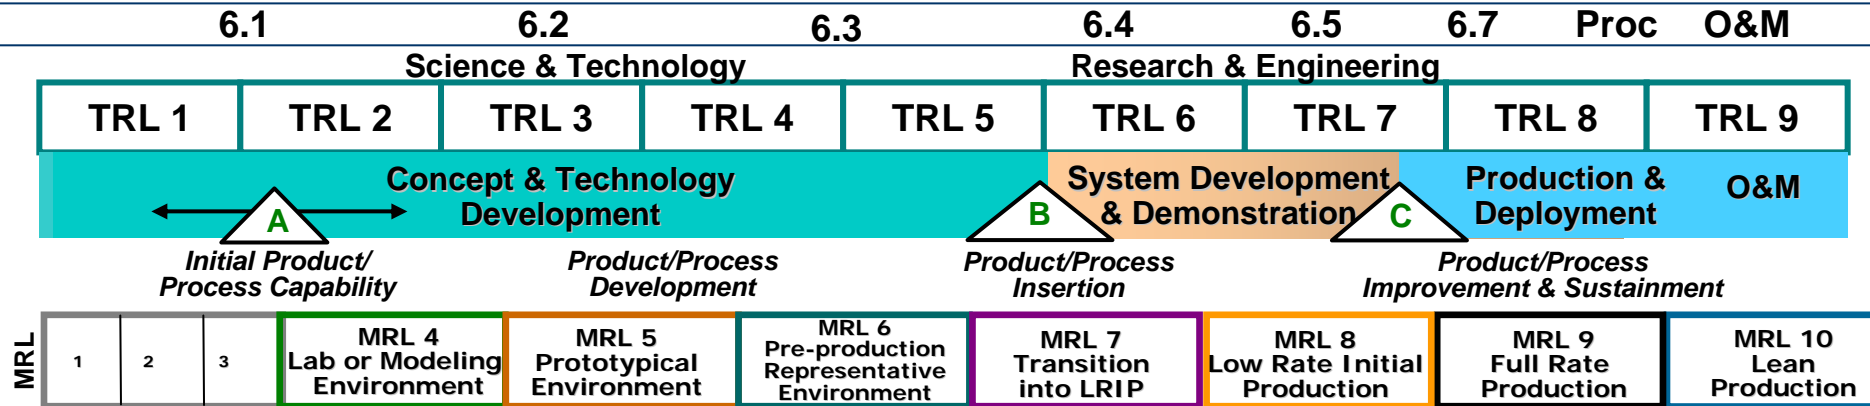 6.1 6.2 6.3 6.4 6.5 6.7 Proc O&M
Science & Technology Research & Engineering
TRL 1 TRL 2 TRL 3 TRL 4 TRL 5 TRL 6 TRL 7 TRL 8 TRL 9
Concept & Technology
Development
System Development
& Demonstration
Production &
Deployment
O&M
A
B
C
Initial Product/
Process Capability
Product/Process
Development
Product/Process
Insertion
Product/Process
Improvement & Sustainment
MRL
1 2 3
MRL 4
Lab or Modeling
Environment
MRL 5
Prototypical
Environment
MRL 6
Pre-production
Representative
Environment
MRL 7
Transition
into LRIP
MRL 8
Low Rate Initial
Production
MRL 9
Full Rate
Production
MRL 10
Lean
Production